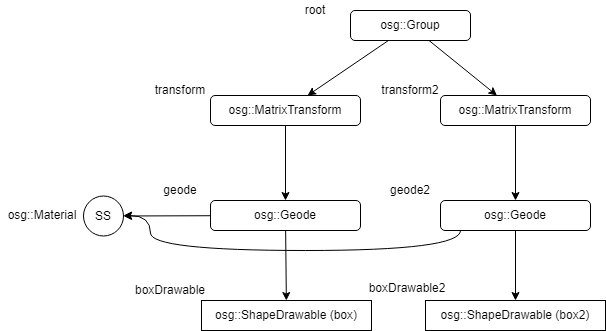 root
osg::Group
transform
osg::MatrixTransform
transform2
osg::MatrixTransform
geode
osg::Geode
geode2
osg::Geode
osg::Material
SS
boxDrawable
osg::ShapeDrawable (box)
boxDrawable2
osg::ShapeDrawable (box2)